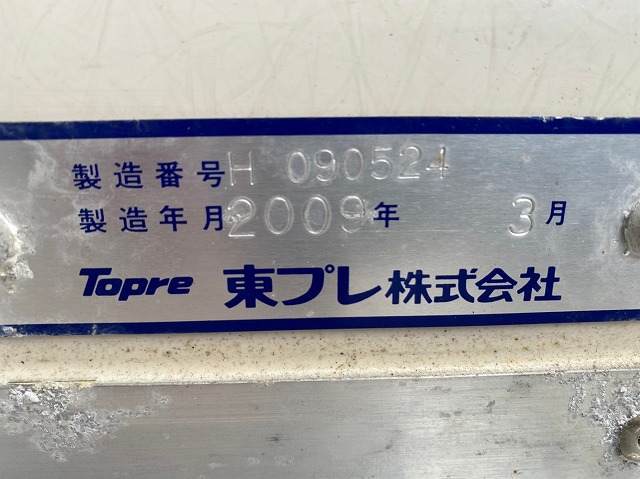 製造番号 H 090524
製造年月 2009年 3月
Topre 東プレ株式会社